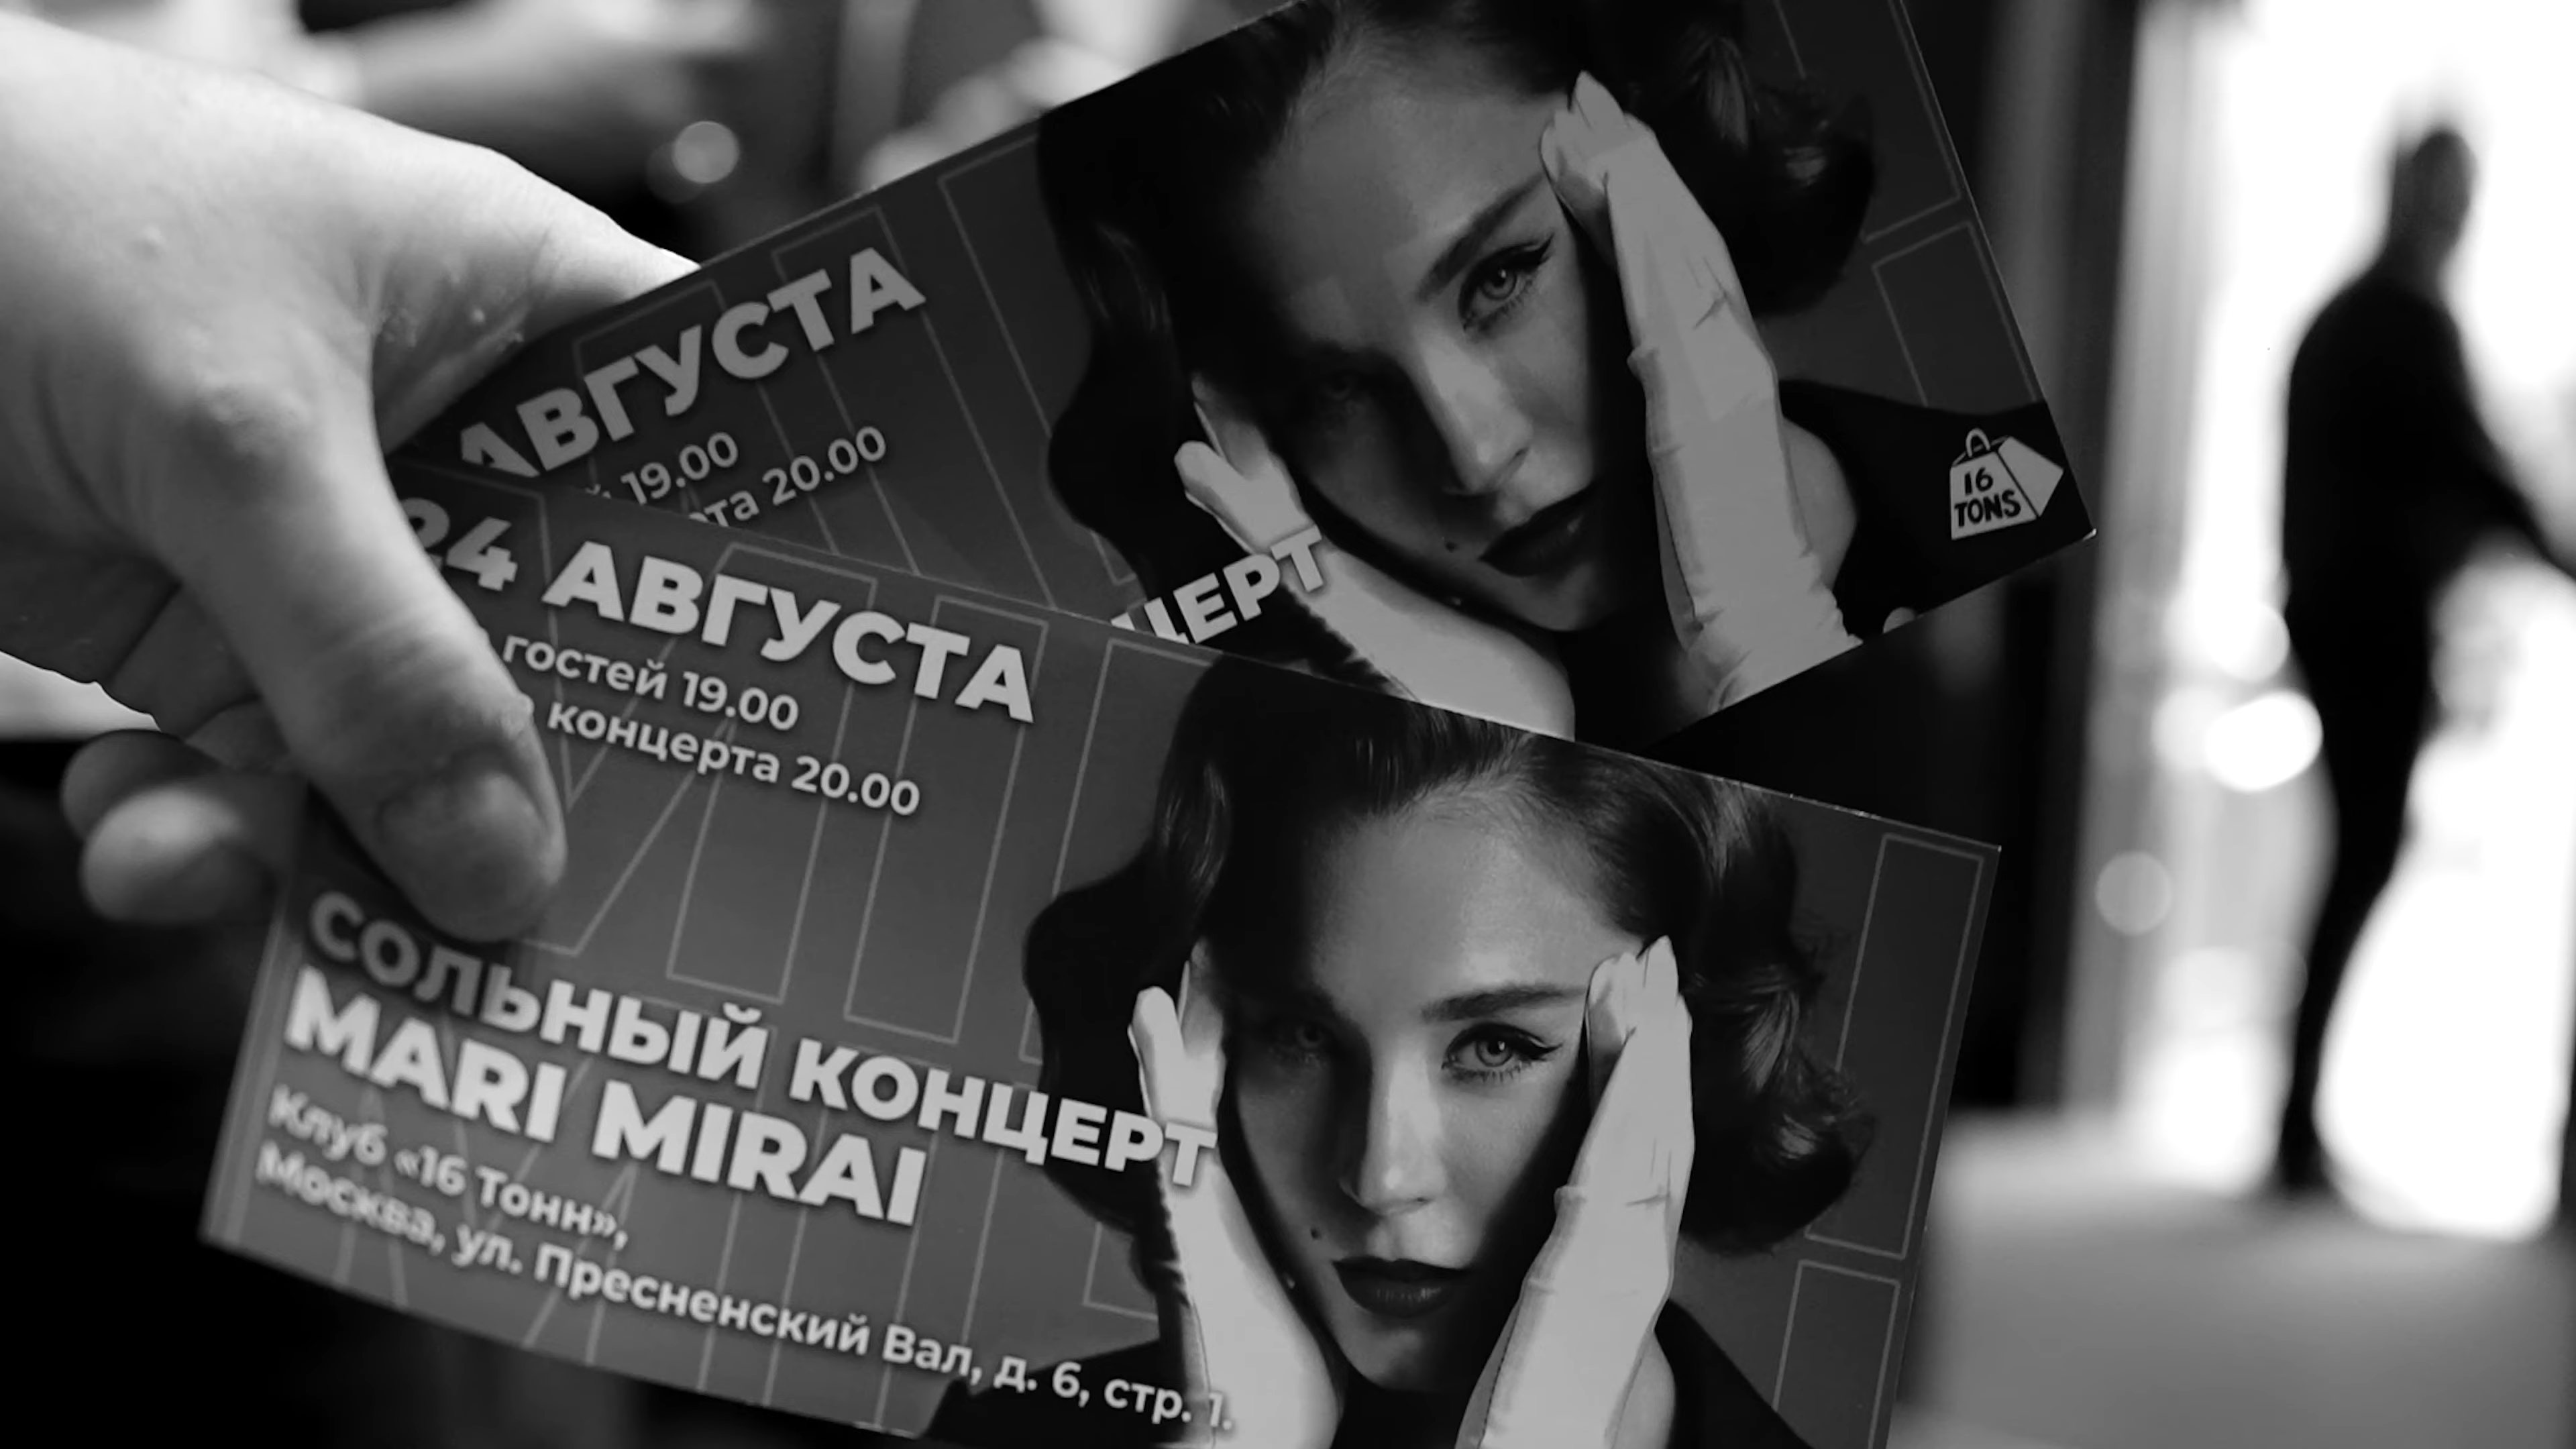 АВГУСТА
19.00
20.00
ЦЕРТ
16
TONS
24 АВГУСТА
гостей 19.00
концерта 20.00
СОЛЬНЫЙ КОНЦЕРТ
MARI MIRAI
Клуб «16 Тонн»,
Москва, ул. Пресненский Вал, д. 6, стр. 1.